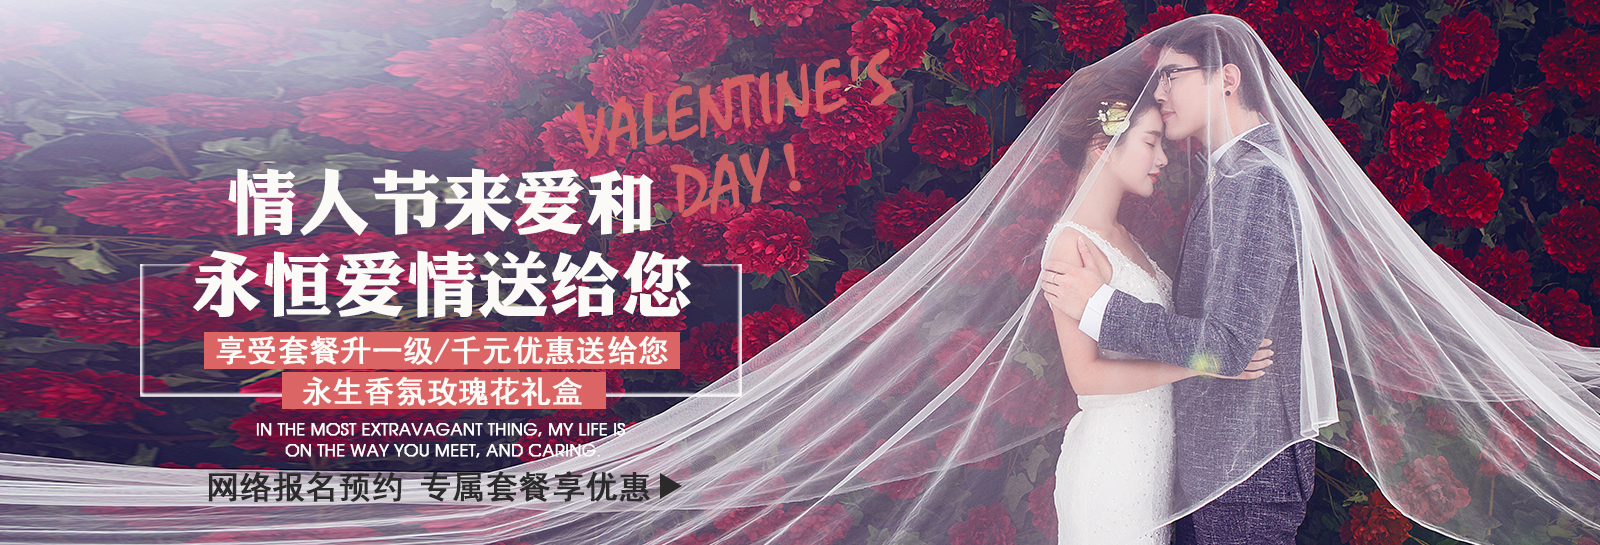 VALENTINE'S
DAY!
情人节来爱和
永恒爱情送给您
享受套餐升一级/千元优惠送给您
永生香氛玫瑰花礼盒
IN THE MOST EXTRAVAGANT THING, MY LIFE IS
ON THE WAY YOU MEET, AND CARING.
网络报名预约 专属套餐享优惠▶